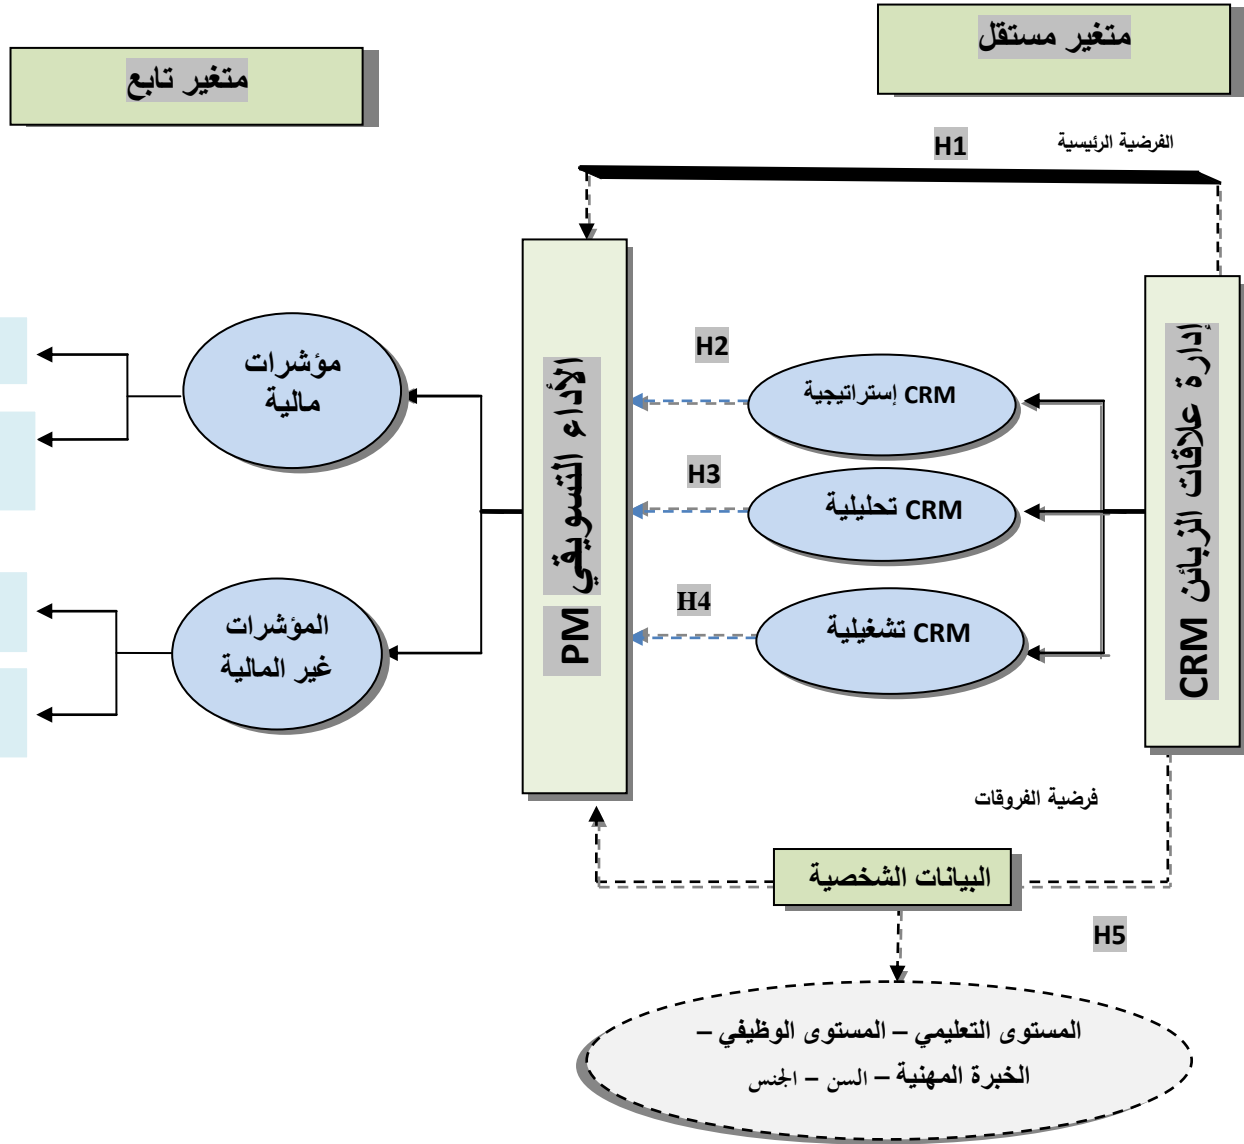 متغير مستقل
متغير تابع
الفرضية الرئيسية
H1
إدارة علاقات الزبائن CRM
الأداء التسويقي PM
H2
CRM إستراتيجية
H3
CRM تحليلية
H4
CRM تشغيلية
مؤشرات
مالية
المؤشرات
غير المالية
فرضية الفروقات
البيانات الشخصية
H5
المستوى التعليمي – المستوى الوظيفي –
الخبرة المهنية – السن – الجنس